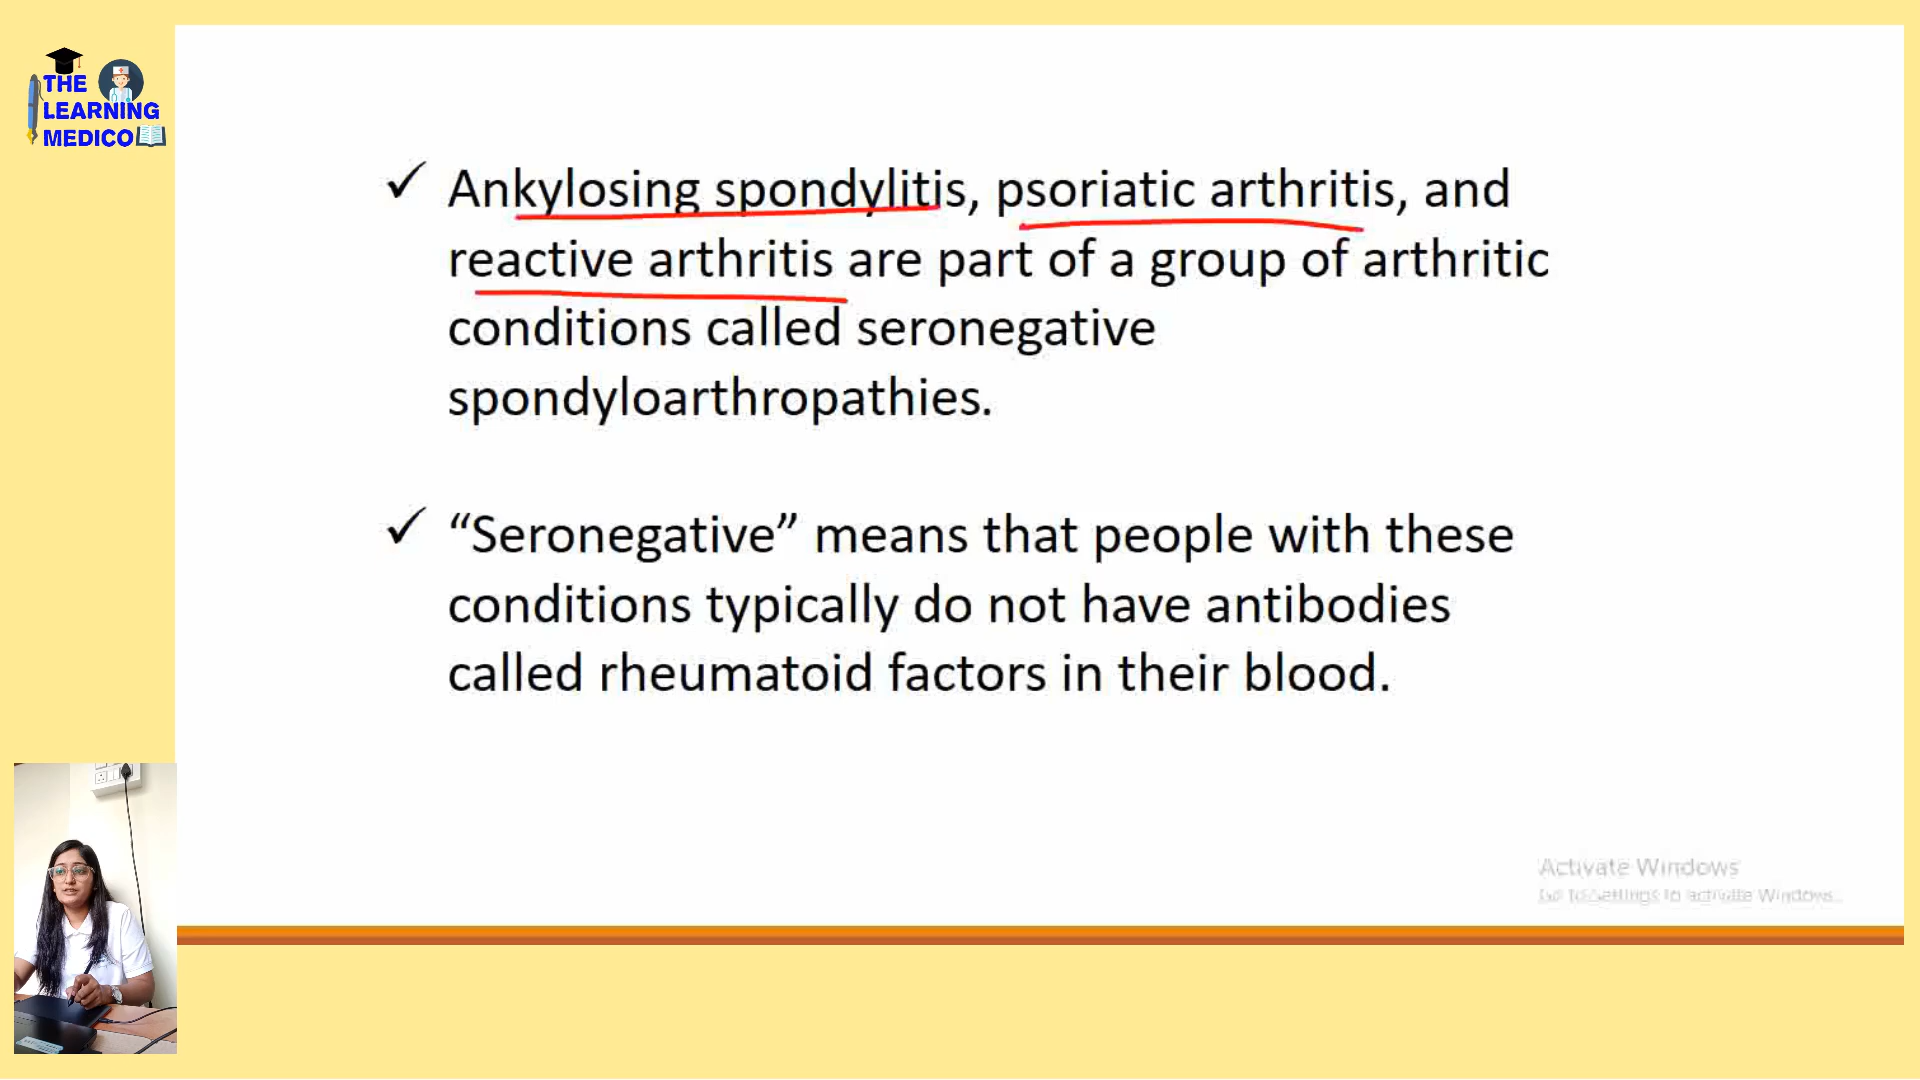 THE
LEARNING
MEDICO
✓ Ankylosing spondylitis, psoriatic arthritis, and
reactive arthritis are part of a group of arthritic
conditions called seronegative
spondyloarthropathies.
✓ “Seronegative” means that people with these
conditions typically do not have antibodies
called rheumatoid factors in their blood.
Activate Windows
Go to Settings to activate Windows.